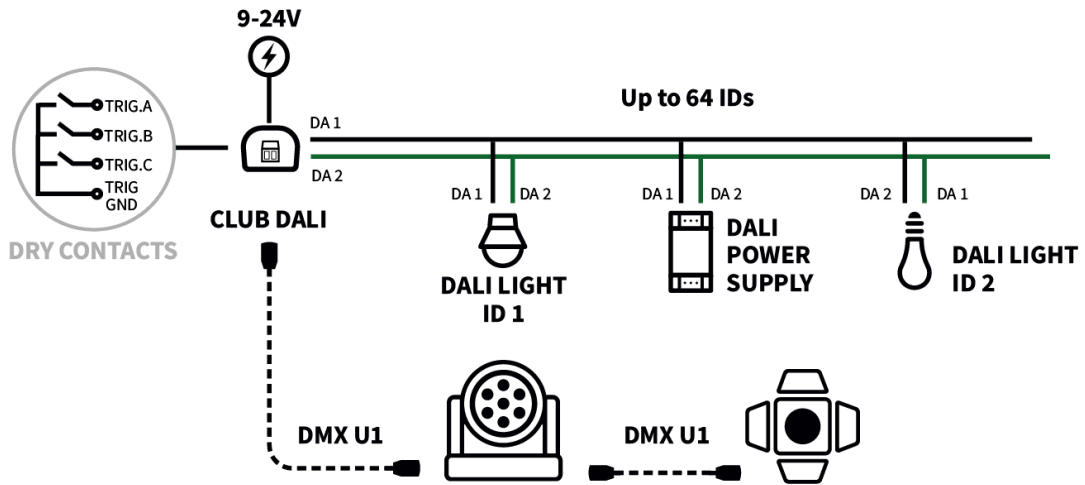 9-24V
Up to 64 IDs
TRIG.A
TRIG.B
TRIG.C
TRIG
GND
DRY CONTACTS
DA 1
DA 2
CLUB DALI
DA 1
DA 2
DALI LIGHT
ID 1
DA 1
DA 2
DALI
POWER
SUPPLY
DA 2
DA 1
DALI LIGHT
ID 2
DMX U1
DMX U1